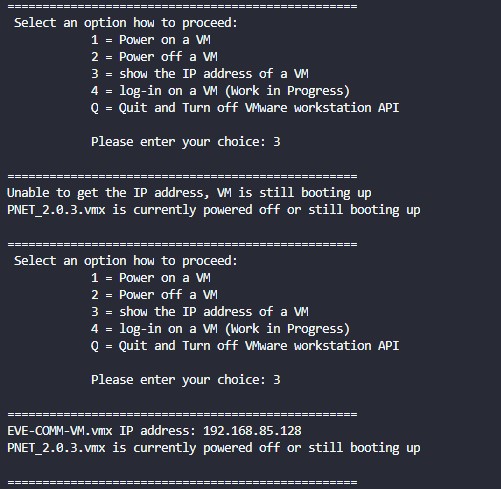 ==================================================
Select an option how to proceed:
1 = Power on a VM
2 = Power off a VM
3 = show the IP address of a VM
4 = log-in on a VM (Work in Progress)
Q = Quit and Turn off VMware workstation API
Please enter your choice: 3
==================================================
Unable to get the IP address, VM is still booting up
PNET_2.0.3.vmx is currently powered off or still booting up
==================================================
Select an option how to proceed:
1 = Power on a VM
2 = Power off a VM
3 = show the IP address of a VM
4 = log-in on a VM (Work in Progress)
Q = Quit and Turn off VMware workstation API
Please enter your choice: 3
==================================================
EVE-COMM-VM.vmx IP address: 192.168.85.128
PNET_2.0.3.vmx is currently powered off or still booting up
==================================================